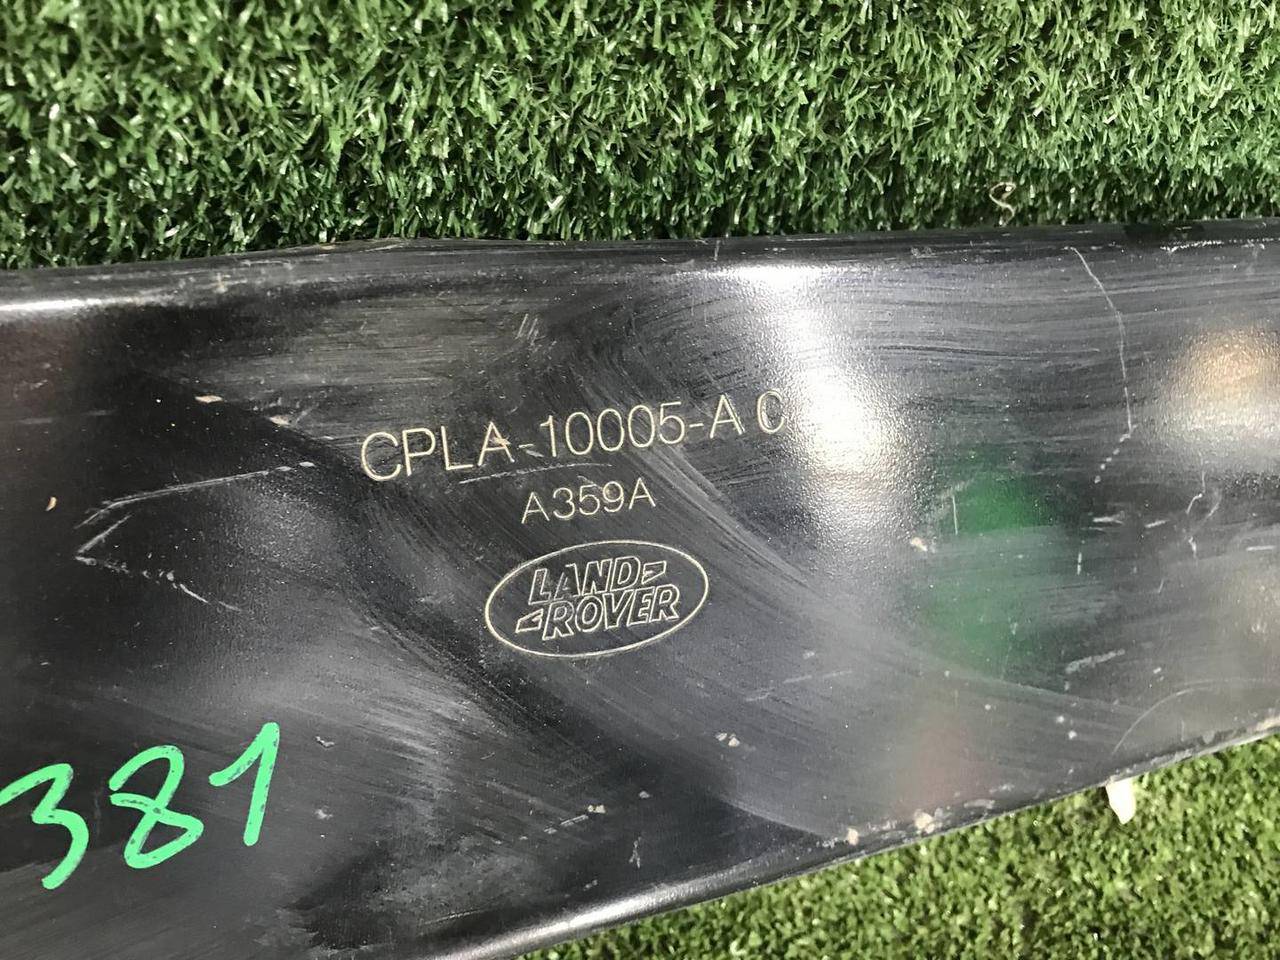 CPLA-10005-A C
A359A
LAND
ROVER
381